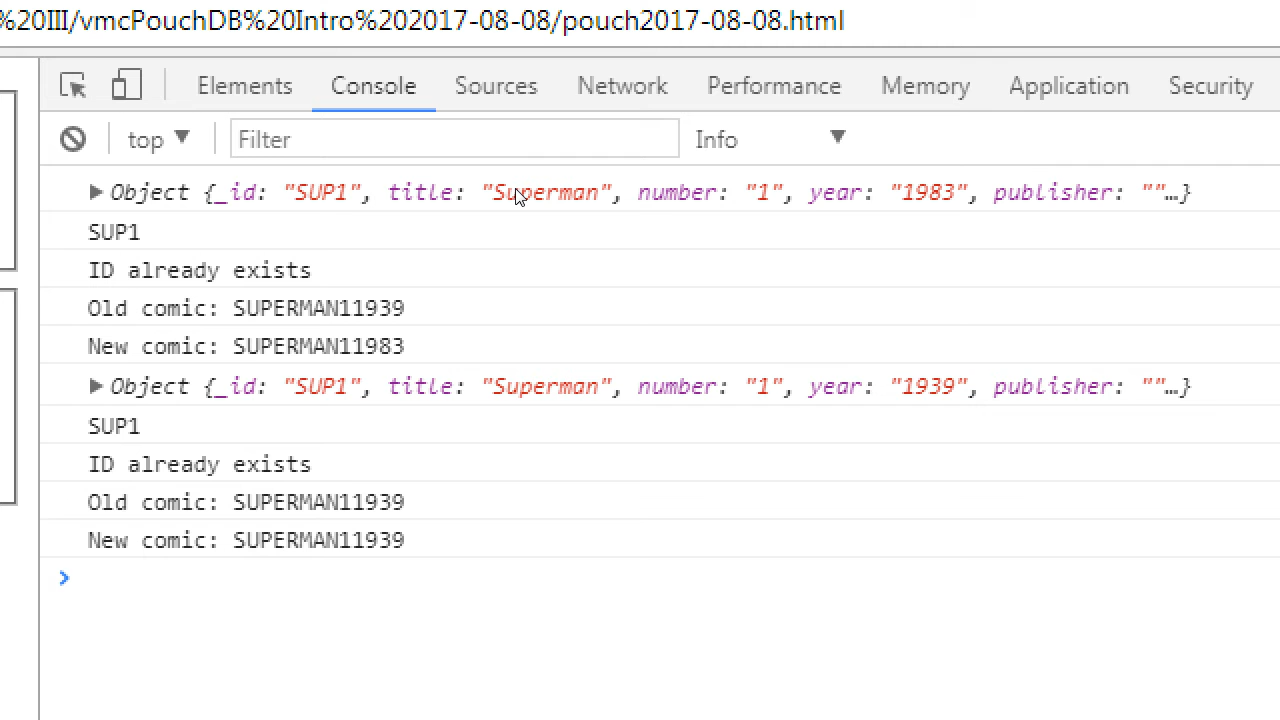 %20III/vmcPouchDB%20Intro%202017-08-08/pouch2017-08-08.html
Elements Console Sources Network Performance Memory Application Security
top Filter Info
Object {_id: "SUP1", title: "Superman", number: "1", year: "1983", publisher: ""…}
SUP1
ID already exists
Old comic: SUPERMAN11939
New comic: SUPERMAN11983
Object {_id: "SUP1", title: "Superman", number: "1", year: "1939", publisher: ""…}
SUP1
ID already exists
Old comic: SUPERMAN11939
New comic: SUPERMAN11939